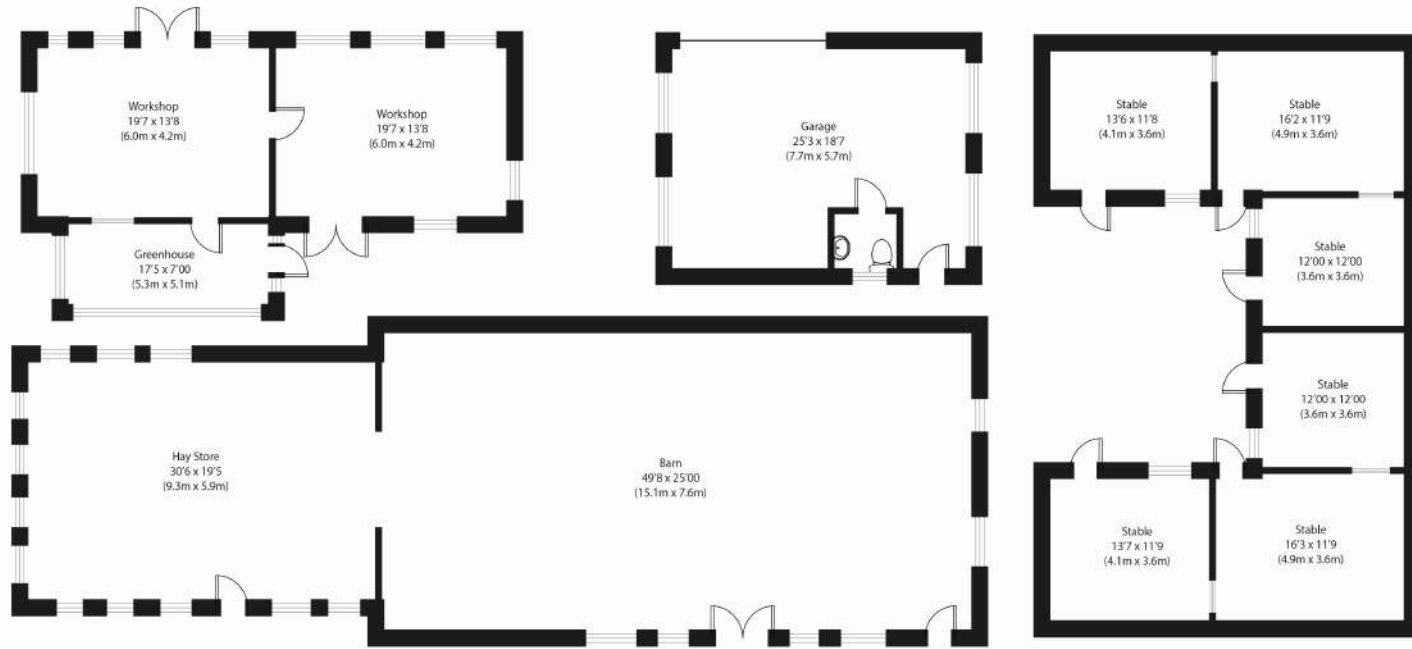 Workshop
19'7 x 13'8
(6.0m x 4.2m)
Workshop
19'7 x 13'8
(6.0m x 4.2m)
Greenhouse
17'5 x 7'00
(5.3m x 5.1m)
Garage
25'3 x 18'7
(7.7m x 5.7m)
Stable
13'6 x 11'8
(4.1m x 3.6m)
Stable
16'2 x 11'9
(4.9m x 3.6m)
Stable
12'00 x 12'00
(3.6m x 3.6m)
Stable
12'00 x 12'00
(3.6m x 3.6m)
Hay Store
30'6 x 19'5
(9.3m x 5.9m)
Barn
49'8 x 25'00
(15.1m x 7.6m)
Stable
13'7 x 11'9
(4.1m x 3.6m)
Stable
16'3 x 11'9
(4.9m x 3.6m)